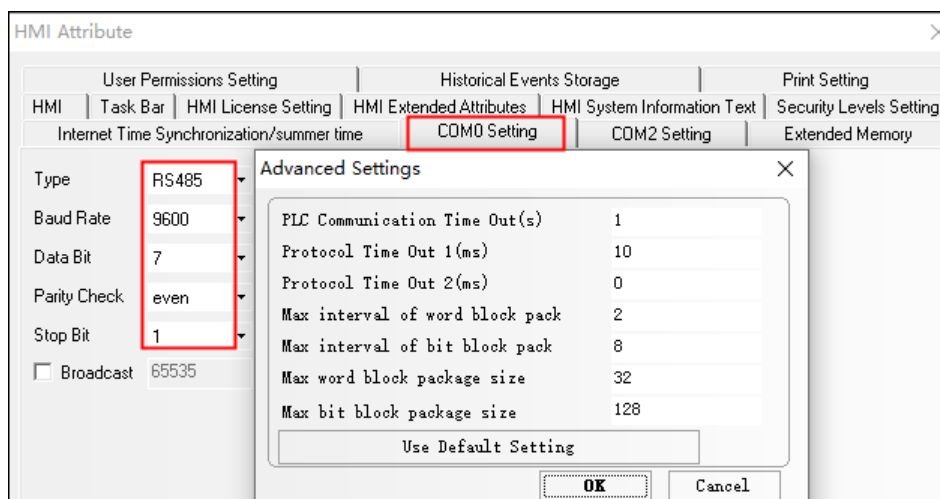 HMI Attribute
User Permissions Setting Historical Events Storage Print Setting
HMI Task Bar HMI License Setting HMI Extended Attributes HMI System Information Text Security Levels Setting
Internet Time Synchronization/summer time COM0 Setting COM2 Setting Extended Memory
Type RS485
Baud Rate 9600
Data Bit 7
Parity Check even
Stop Bit 1
Broadcast 65535
Advanced Settings
PLC Communication Time Out(s) 1
Protocol Time Out 1(ms) 10
Protocol Time Out 2(ms) 0
Max interval of word block pack 2
Max interval of bit block pack 8
Max word block package size 32
Max bit block package size 128
Use Default Setting
OK Cancel